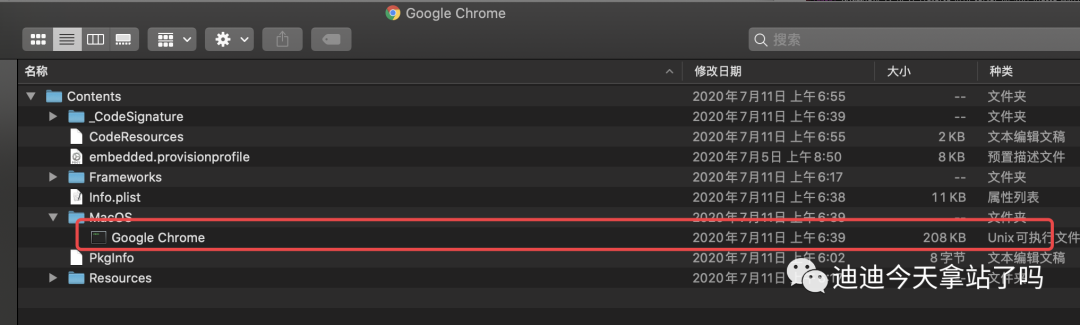 Google Chrome
搜索
名称 修改日期 大小 种类
Contents 2020年7月11日 上午6:55 -- 文件夹
_CodeSignature 2020年7月11日 上午6:39 -- 文件夹
CodeResources 2020年7月11日 上午6:55 2 KB 文本编辑文稿
embedded.provisionprofile 2020年7月5日 上午8:50 8 KB 预置描述文件
Frameworks 2020年7月11日 上午6:17 -- 文件夹
Info.plist 2020年7月11日 上午6:38 11 KB 属性列表
MacOS 2020年7月11日 上午6:39 -- 文件夹
Google Chrome 2020年7月11日 上午6:39 208 KB Unix可执行文件
PkgInfo 2020年7月11日 上午6:02 8字节 文本编辑文稿
Resources 2020年7月11日 文件夹
迪迪今天拿站了吗